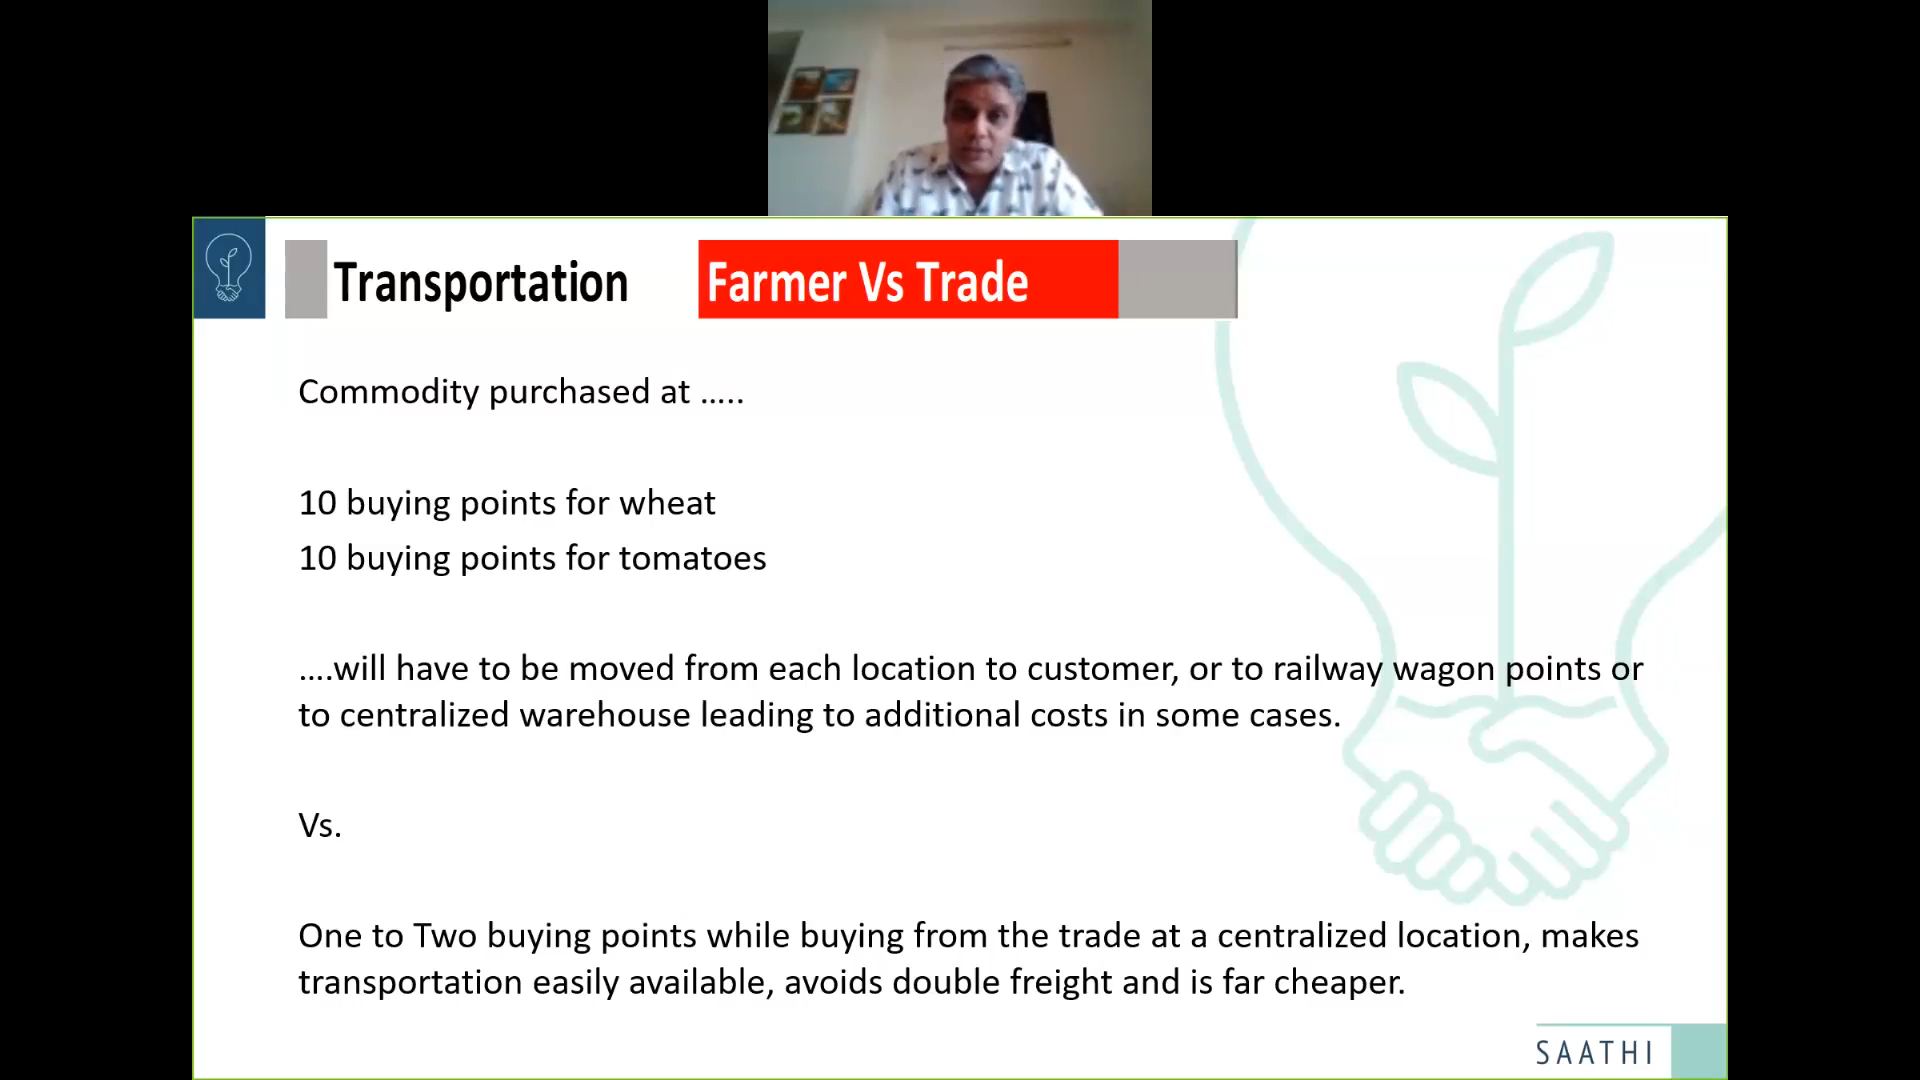 Transportation Farmer Vs Trade
Commodity purchased at …..
10 buying points for wheat
10 buying points for tomatoes
….will have to be moved from each location to customer, or to railway wagon points or
to centralized warehouse leading to additional costs in some cases.
Vs.
One to Two buying points while buying from the trade at a centralized location, makes
transportation easily available, avoids double freight and is far cheaper.
SAATHI